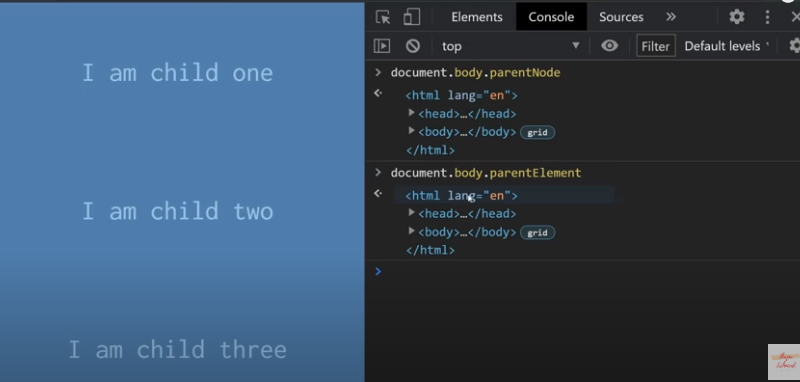 I am child one
I am child two
I am child three
Elements Console Sources »
top Filter Default levels
document.body.parentNode
<html lang="en">
<head>…</head>
<body>…</body> grid
</html>
document.body.parentElement
<html lang="en">
<head>…</head>
<body>…</body> grid
</html>